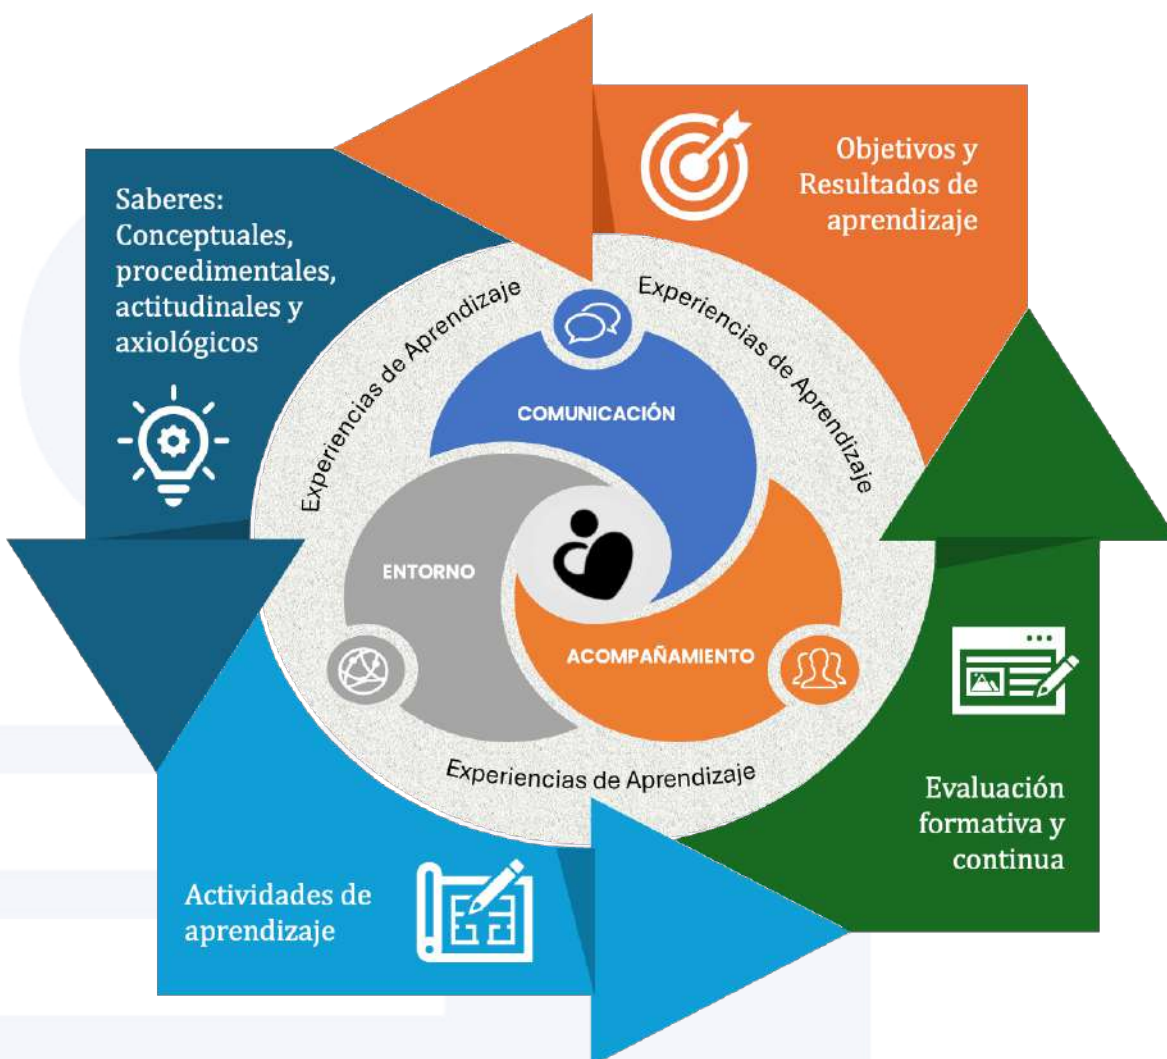 Objetivos y
Resultados de
aprendizaje
Saberes:
Conceptuales,
procedimentales,
actitudinales y
axiológicos
Experiencias de Aprendizaje
Experiencias de Aprendizaje
COMUNICACIÓN
ENTORNO
ACOMPAÑAMIENTO
Experiencias de Aprendizaje
Evaluación
formativa y
continua
Actividades de
aprendizaje